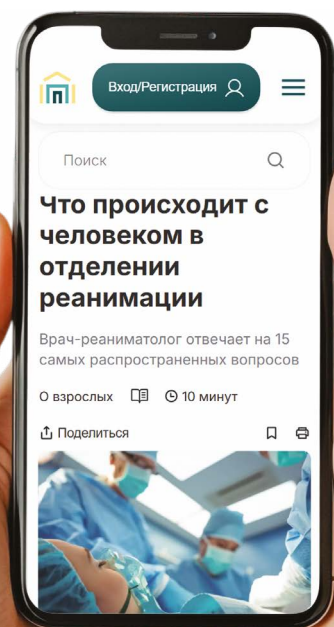 П
Вход/Регистрация
Поиск
Что происходит с
человеком в
отделении
реанимации
Врач-реаниматолог отвечает на 15
самых распространенных вопросов
О взрослых 10 минут
Поделиться